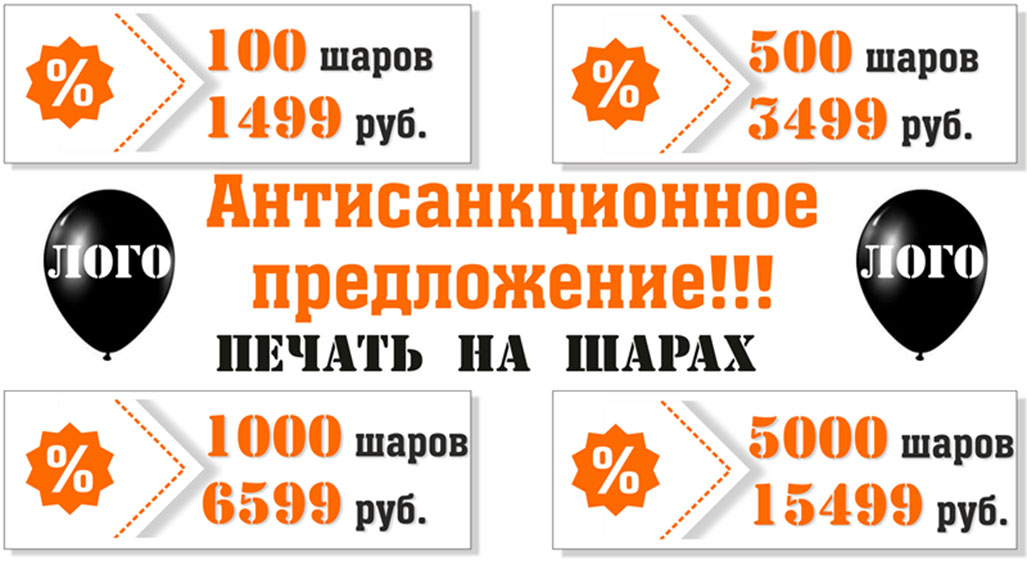 %
100 шаров
1499 руб.
%
500 шаров
3499 руб.
Антисанкционное
предложение!!!
ПЕЧАТЬ НА ШАРАХ
ЛОГО
ЛОГО
%
1000 шаров
6599 руб.
%
5000 шаров
15499 руб.